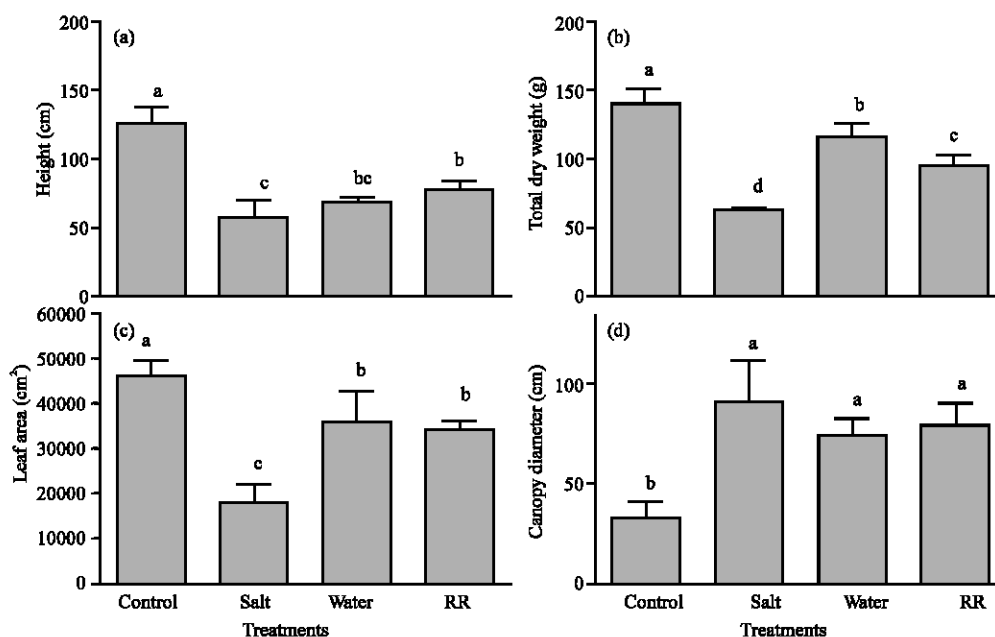 (a)
Height (cm)
200
150
100
50
0
a
c
bc
b
(b)
Total dry weight (g)
200
150
100
50
0
a
d
b
c
(c)
Leaf area (cm²)
60000
50000
40000
30000
20000
10000
0
a
c
b
b
Control Salt Water RR
Treatments
(d)
Canopy diameter (cm)
100
50
0
b
a
a
a
Control Salt Water RR
Treatments